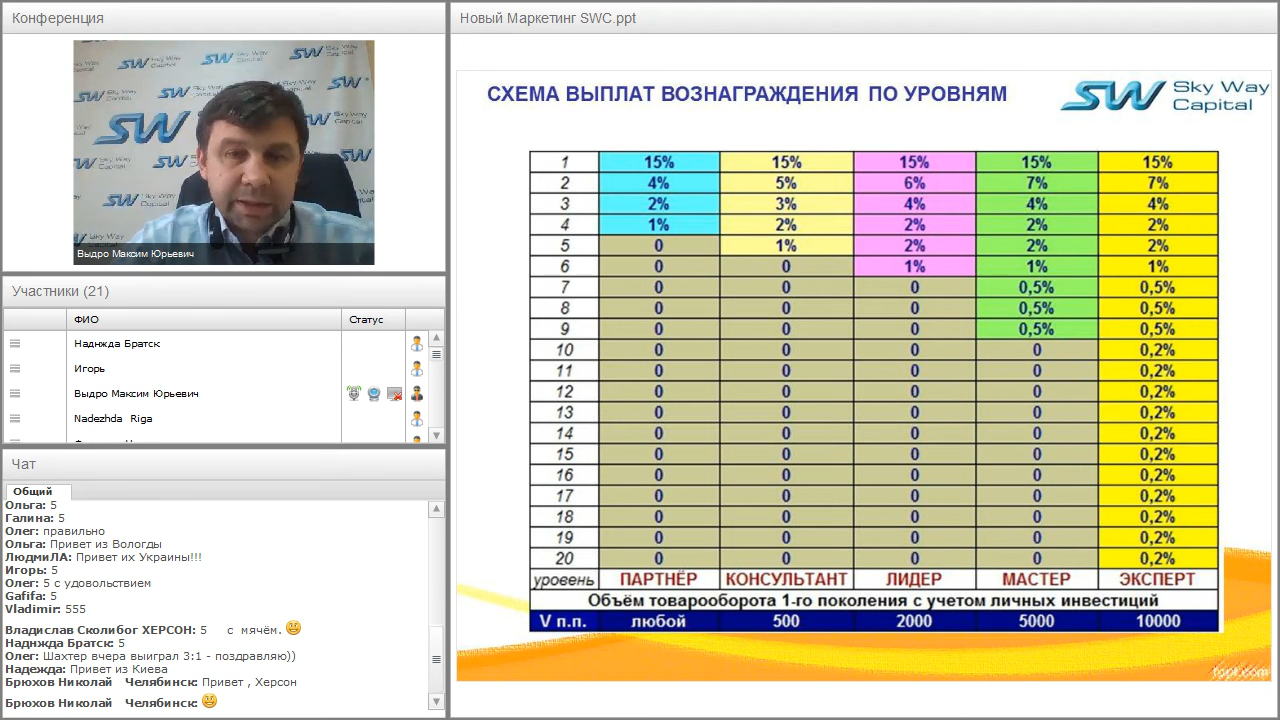 Конференция
Sky Way Capital
Выдро Максим Юрьевич
Участники (21)
ФИО Статус
Наднжда Братск
Игорь
Выдро Максим Юрьевич
Nadezhda Riga
Чат
Общий
Ольга: 5
Галина: 5
Олег: правильно
Ольга: Привет из Вологды
ЛюдмиЛА: Привет их Украины!!!
Игорь: 5
Олег: 5 с удовольствием
Gafifa: 5
Vladimir: 555
Владислав Сколибог ХЕРСОН: 5 с мячём.
Наднжда Братск: 5
Олег: Шахтер вчера выиграл 3:1 - поздравляю))
Надежда: Привет из Киева
Брюхов Николай Челябинск: Привет , Херсон
Брюхов Николай Челябинск:
Новый Маркетинг SWC.ppt
СХЕМА ВЫПЛАТ ВОЗНАГРАЖДЕНИЯ ПО УРОВНЯМ
SW Sky Way
Capital
1 15% 15% 15% 15% 15%
2 4% 5% 6% 7% 7%
3 2% 3% 4% 4% 4%
4 1% 2% 2% 2% 2%
5 0 1% 2% 2% 2%
6 0 0 1% 1% 1%
7 0 0 0 0,5% 0,5%
8 0 0 0 0,5% 0,5%
9 0 0 0 0,5% 0,5%
10 0 0 0 0 0,2%
11 0 0 0 0 0,2%
12 0 0 0 0 0,2%
13 0 0 0 0 0,2%
14 0 0 0 0 0,2%
15 0 0 0 0 0,2%
16 0 0 0 0 0,2%
17 0 0 0 0 0,2%
18 0 0 0 0 0,2%
19 0 0 0 0 0,2%
20 0 0 0 0 0,2%
уровень ПАРТНЁР КОНСУЛЬТАНТ ЛИДЕР МАСТЕР ЭКСПЕРТ
Объём товарооборота 1-го поколения с учетом личных инвестиций
V п.п. любой 500 2000 5000 10000